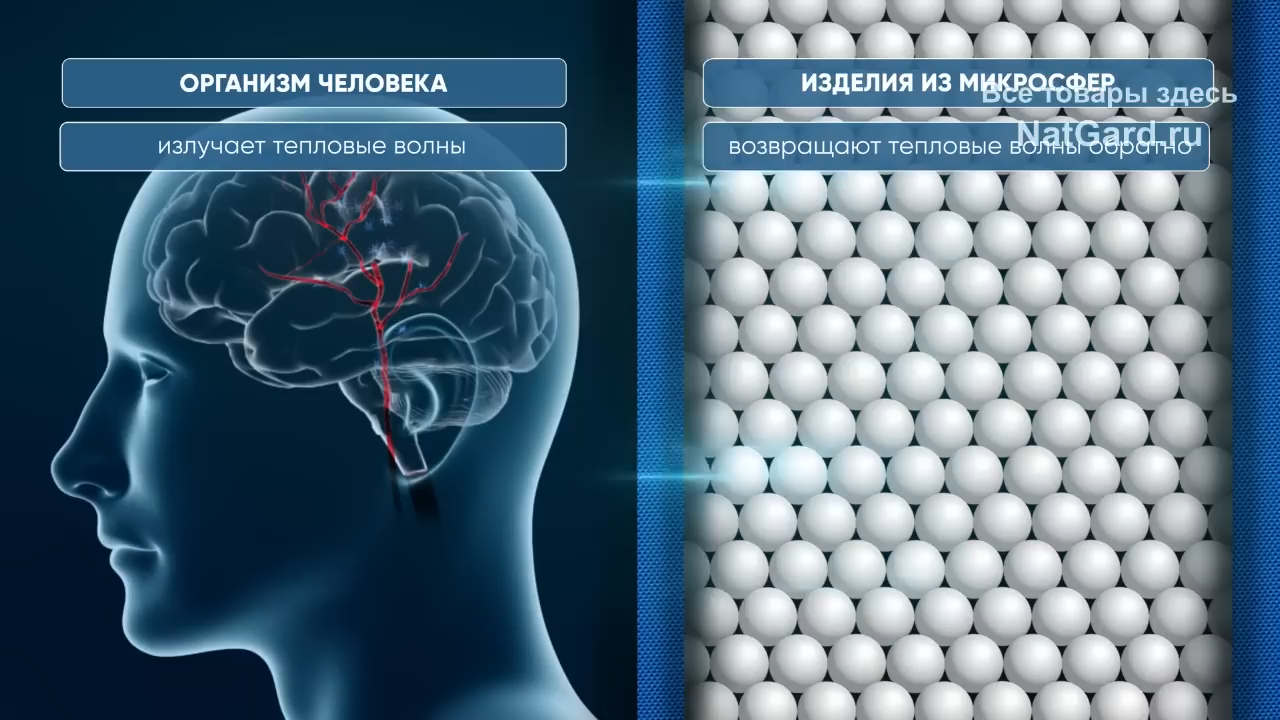 ОРГАНИЗМ ЧЕЛОВЕКА
излучает тепловые волны
ИЗДЕЛИЯ ИЗ МИКРОСФЕР
Все товары здесь
NatGard.ru
возвращают тепловые волны обратно